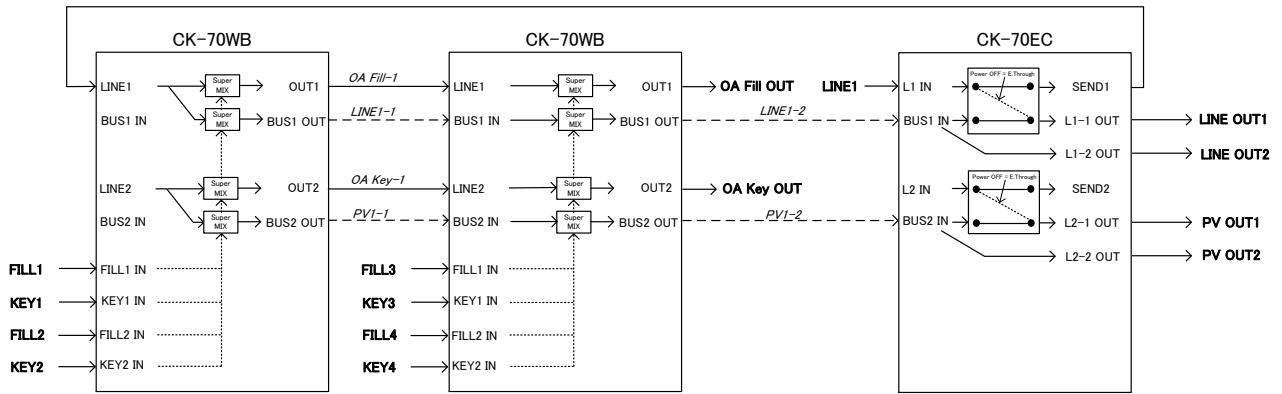 CK-70WB
CK-70WB
CK-70EC
LINE1
Super MIX
OUT1
OA Fill-1
LINE1
Super MIX
OUT1
OA Fill OUT
LINE1
L1 IN
Power OFF = E.Through
SEND1
BUS1 IN
Super MIX
BUS1 OUT
LINE1-1
BUS1 IN
Super MIX
BUS1 OUT
LINE1-2
BUS1 IN
L1-1 OUT
LINE OUT1
L1-2 OUT
LINE OUT2
LINE2
Super MIX
OUT2
OA Key-1
LINE2
Super MIX
OUT2
OA Key OUT
L2 IN
Power OFF = E.Through
SEND2
BUS2 IN
Super MIX
BUS2 OUT
PV1-1
BUS2 IN
Super MIX
BUS2 OUT
PV1-2
BUS2 IN
L2-1 OUT
PV OUT1
L2-2 OUT
PV OUT2
FILL1
FILL1 IN
FILL3
FILL1 IN
KEY1
KEY1 IN
KEY3
KEY1 IN
FILL2
FILL2 IN
FILL4
FILL2 IN
KEY2
KEY2 IN
KEY4
KEY2 IN